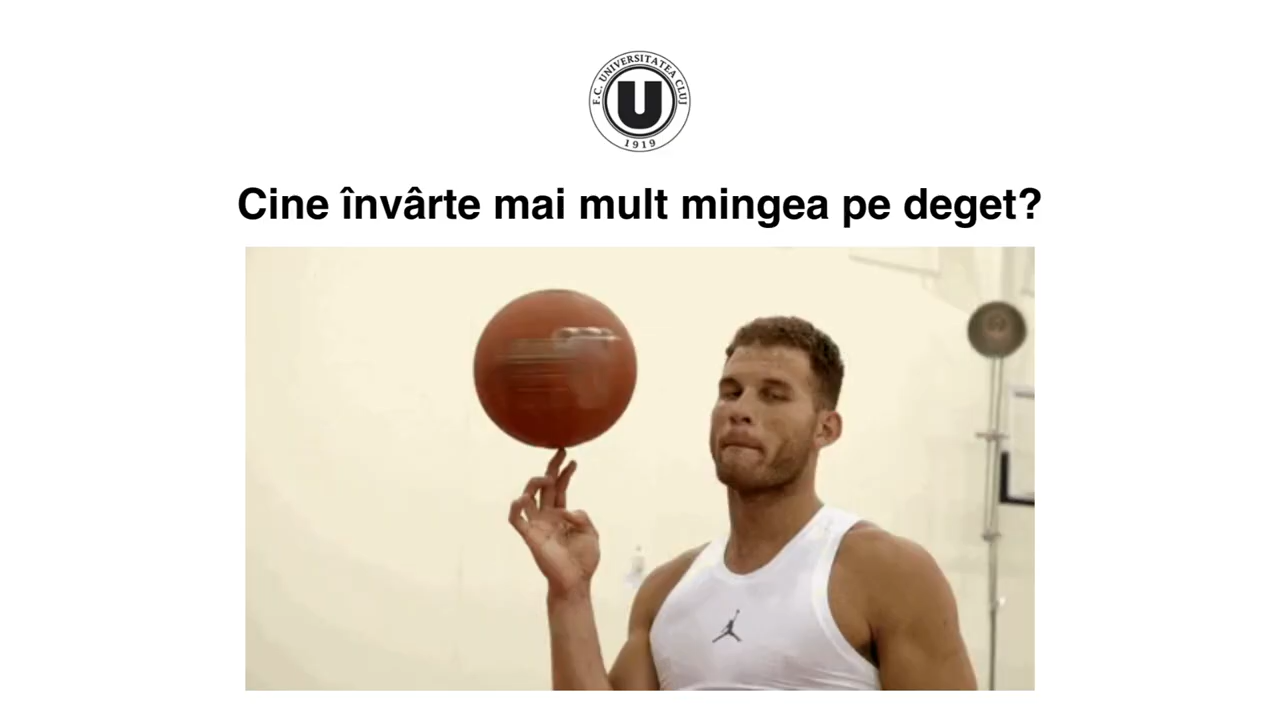 F.C. UNIVERSITATEA CLUJ
U
1919
Cine învârte mai mult mingea pe deget?